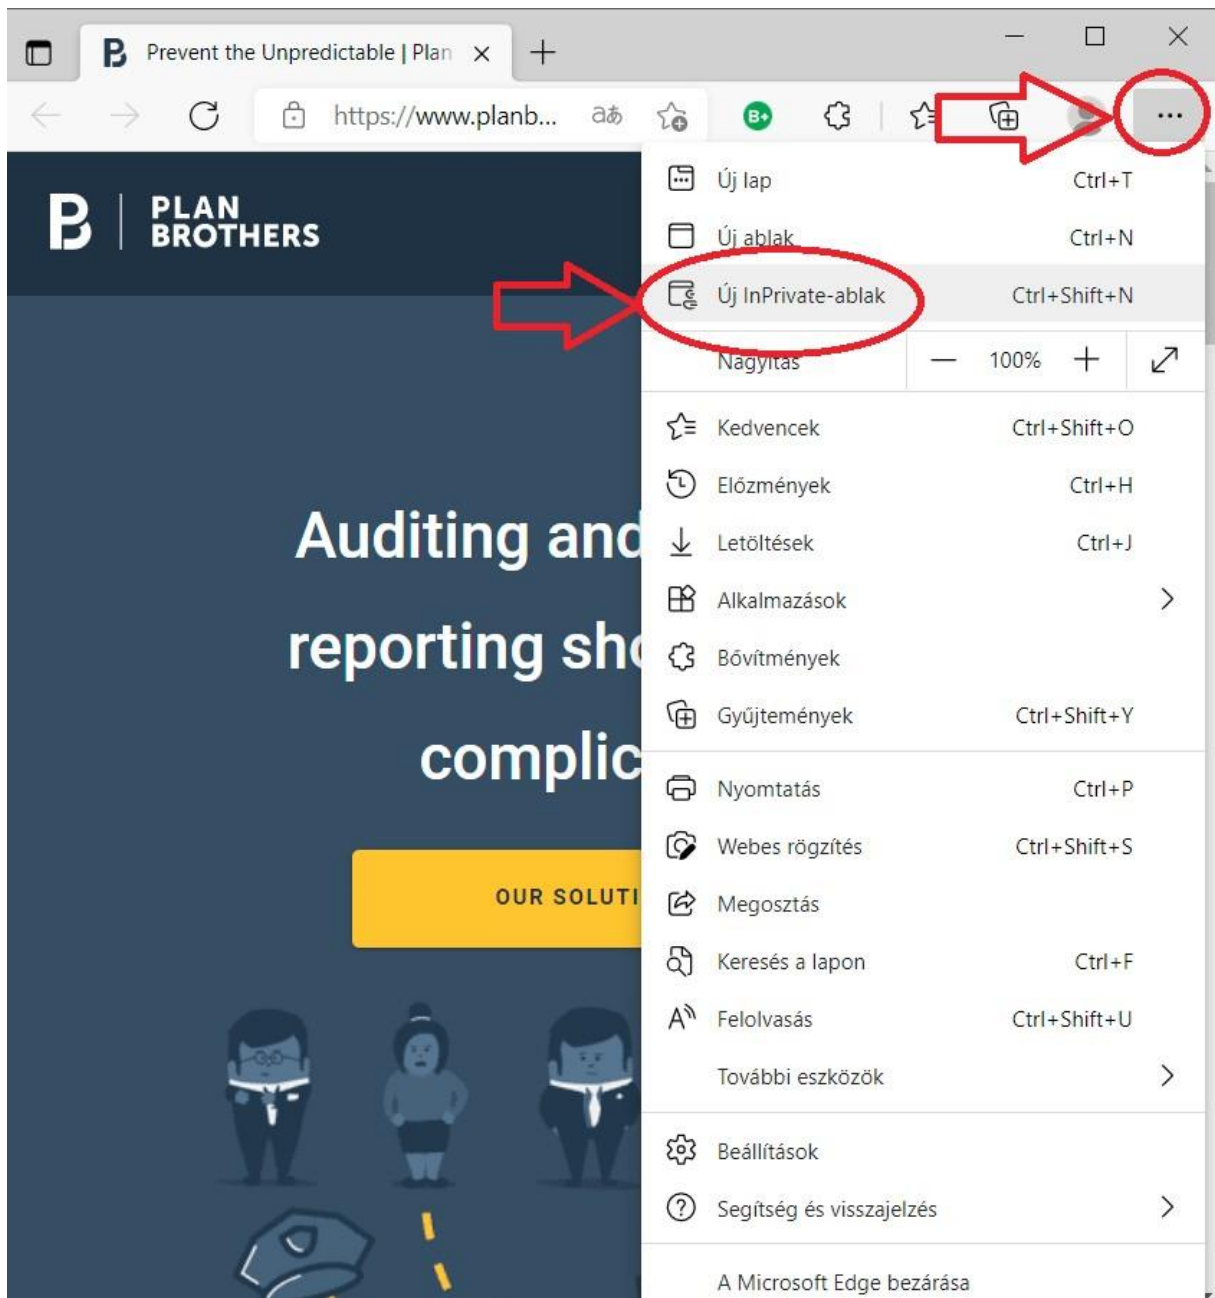 Prevent the Unpredictable | Plan
https://www.planb...
aあ
B+
PLAN
BROTHERS
Auditing and
reporting sho
complic
OUR SOLUTI
Új lap Ctrl+T
Új ablak Ctrl+N
Új InPrivate-ablak Ctrl+Shift+N
Nagyítás 100%
Kedvencek Ctrl+Shift+O
Előzmények Ctrl+H
Letöltések Ctrl+J
Alkalmazások
Bővítmények
Gyűjtemények Ctrl+Shift+Y
Nyomtatás Ctrl+P
Webes rögzítés Ctrl+Shift+S
Megosztás
Keresés a lapon Ctrl+F
Felolvasás Ctrl+Shift+U
További eszközök
Beállítások
Segítség és visszajelzés
A Microsoft Edge bezárása